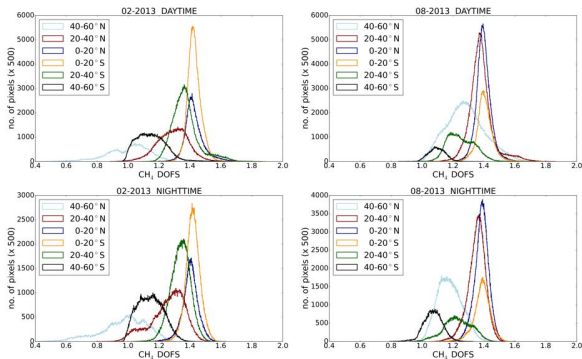 02-2013 DAYTIME
no. of pixels (x 500)
6000
5000
4000
3000
2000
1000
0
40-60°N
20-40°N
0-20°N
0-20°S
20-40°S
40-60°S
0.4 0.6 0.8 1.0 1.2 1.4 1.6 1.8 2.0
CH₄ DOFS
08-2013 DAYTIME
no. of pixels (x 500)
6000
5000
4000
3000
2000
1000
0
40-60°N
20-40°N
0-20°N
0-20°S
20-40°S
40-60°S
0.4 0.6 0.8 1.0 1.2 1.4 1.6 1.8 2.0
CH₄ DOFS
02-2013 NIGHTTIME
no. of pixels (x 500)
3000
2500
2000
1500
1000
500
0
40-60°N
20-40°N
0-20°N
0-20°S
20-40°S
40-60°S
0.4 0.6 0.8 1.0 1.2 1.4 1.6 1.8 2.0
CH₄ DOFS
08-2013 NIGHTTIME
no. of pixels (x 500)
4000
3500
3000
2500
2000
1500
1000
500
0
40-60°N
20-40°N
0-20°N
0-20°S
20-40°S
40-60°S
0.4 0.6 0.8 1.0 1.2 1.4 1.6 1.8 2.0
CH₄ DOFS